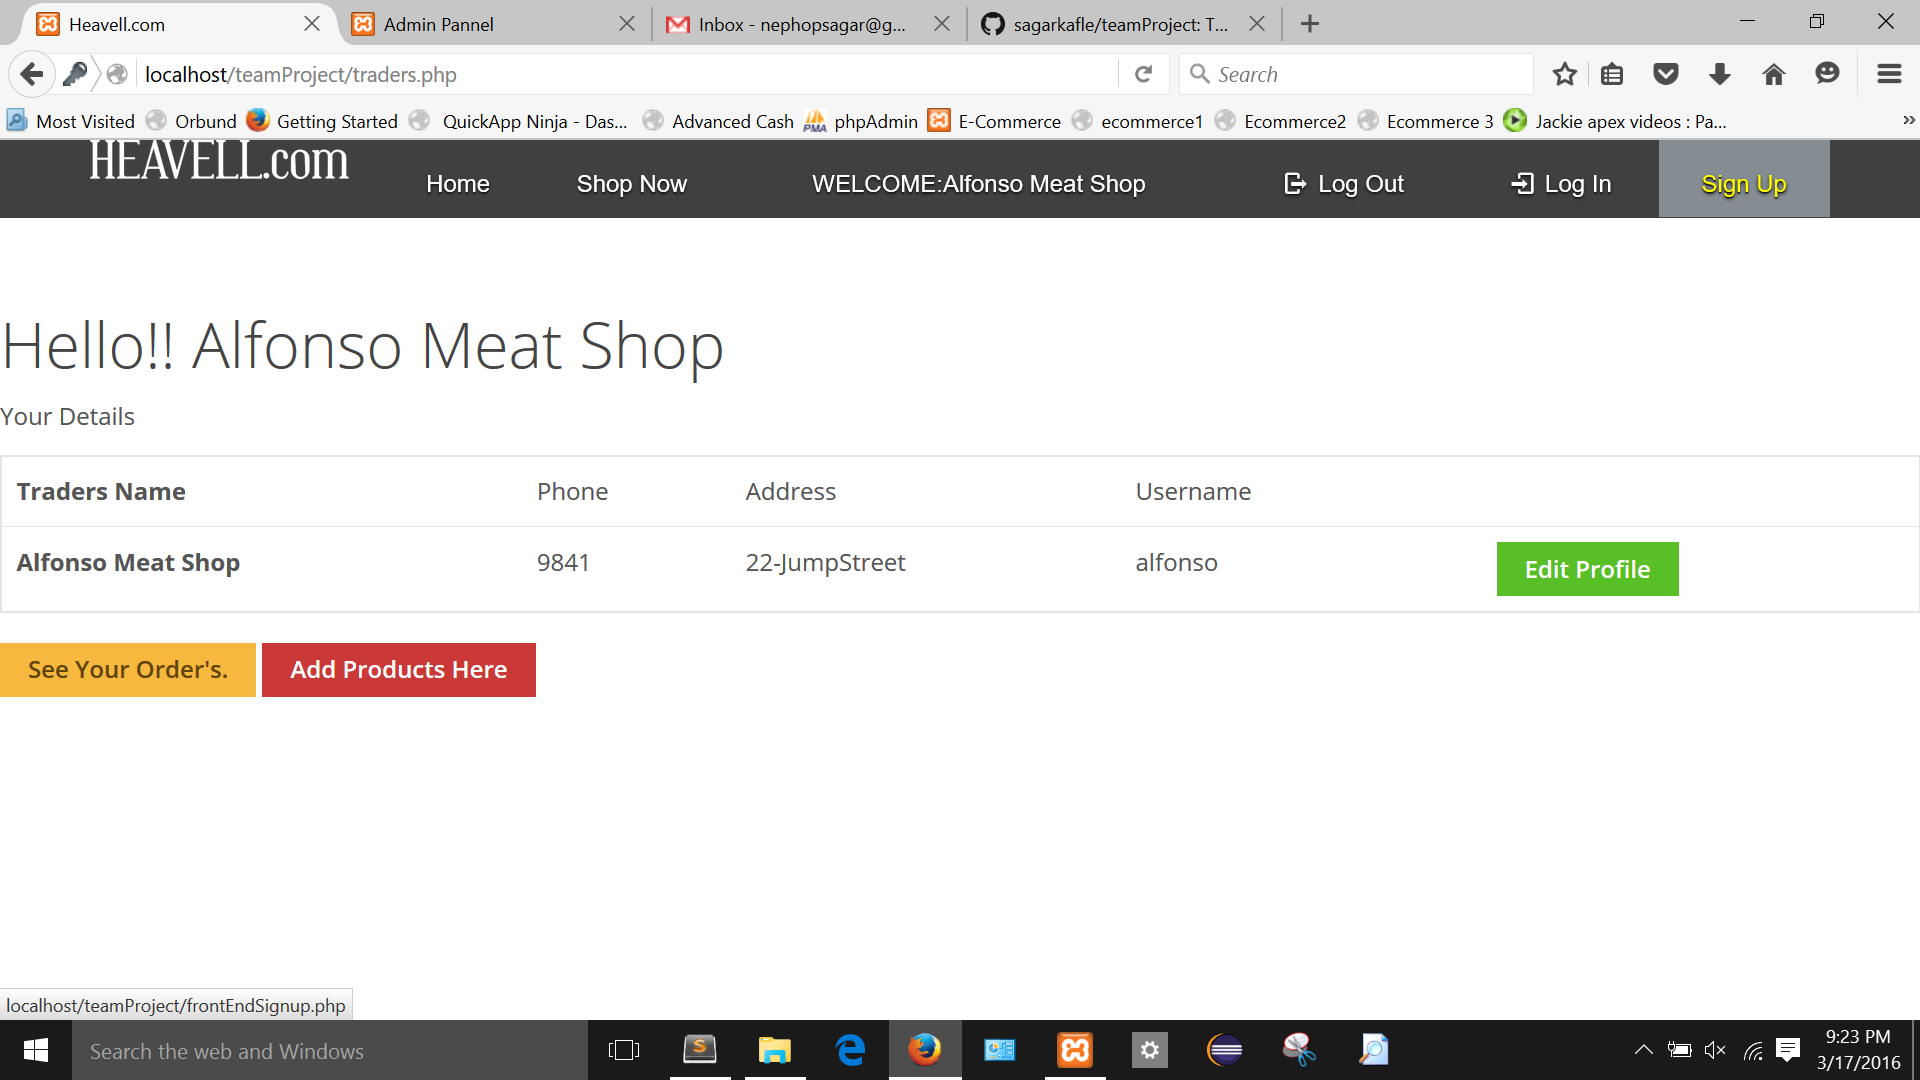 Heavell.com
Admin Pannel
Inbox - nephopsagar@g...
sagarkafle/teamProject: T...
localhost/teamProject/traders.php
Search
Most Visited
Orbund
Getting Started
QuickApp Ninja - Das...
Advanced Cash
PMA
phpAdmin
E-Commerce
ecommerce1
Ecommerce2
Ecommerce 3
Jackie apex videos : Pa...
HEAVELL.com
Home
Shop Now
WELCOME:Alfonso Meat Shop
Log Out
Log In
Sign Up
Hello!! Alfonso Meat Shop
Your Details
Traders Name Phone Address Username
Alfonso Meat Shop 9841 22-JumpStreet alfonso Edit Profile
See Your Order's. Add Products Here
localhost/teamProject/frontEndSignup.php
Search the web and Windows
S
9:23 PM
3/17/2016